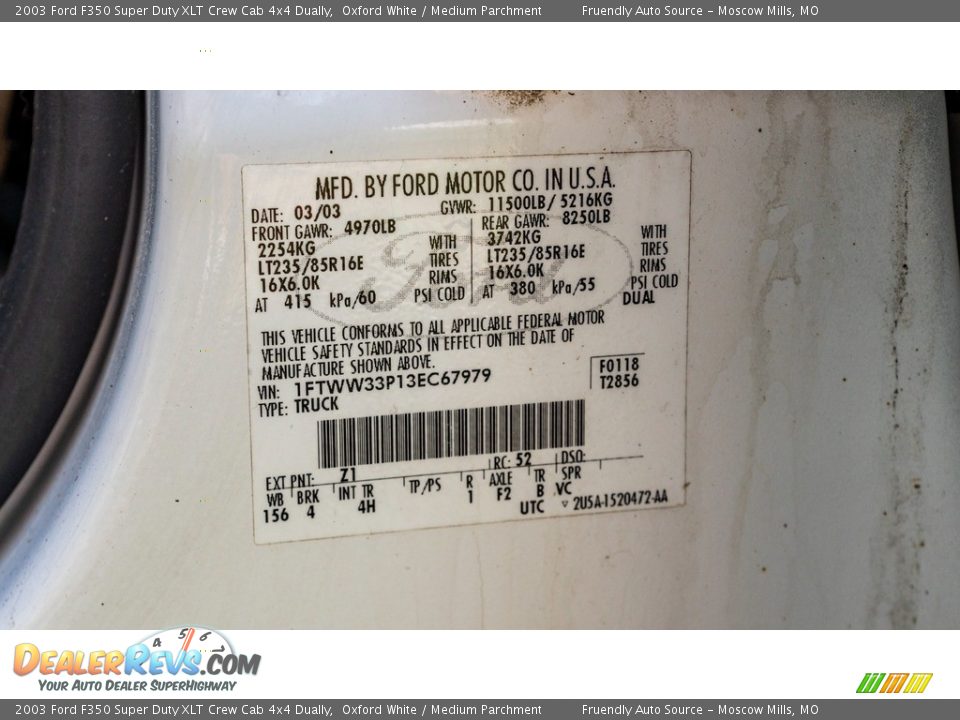 2003 Ford F350 Super Duty XLT Crew Cab 4x4 Dually, Oxford White / Medium Parchment Fruendly Auto Source - Moscow Mills, MO
MFD. BY FORD MOTOR CO. IN U.S.A.
DATE: 03/03 GVWR: 11500LB/ 5216KG
FRONT GAWR: 4970LB REAR GAWR: 8250LB
2254KG WITH 3742KG WITH
LT235/85R16E TIRES LT235/85R16E TIRES
16X6.0K RIMS 16X6.0K RIMS
AT 415 kPa/60 PSI COLD AT 380 kPa/55 PSI COLD
DUAL
THIS VEHICLE CONFORMS TO ALL APPLICABLE FEDERAL MOTOR
VEHICLE SAFETY STANDARDS IN EFFECT ON THE DATE OF
MANUFACTURE SHOWN ABOVE.
VIN: 1FTWW33P13EC67979 F0118
TYPE: TRUCK T2856
EXT PNT: Z1 RC: 52 DSO:
WB BRK INT TR TP/PS R AXLE TR SPR
156 4 4H 1 F2 B VC
UTC ▽ 2U5A-1520472-AA
Ford
DEALERREVS.COM
YOUR AUTO DEALER SUPERHIGHWAY
4 5 6
2003 Ford F350 Super Duty XLT Crew Cab 4x4 Dually, Oxford White / Medium Parchment Fruendly Auto Source - Moscow Mills, MO